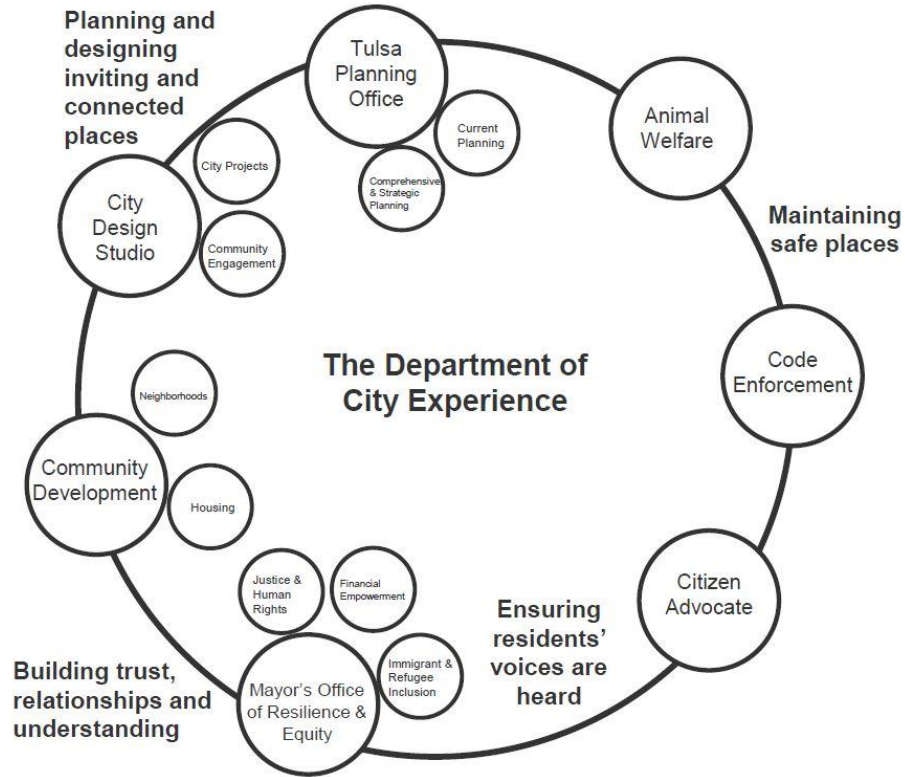 Planning and
designing
inviting and
connected
places
Tulsa
Planning
Office
Current
Planning
Comprehensive
& Strategic
Planning
Animal
Welfare
Maintaining
safe places
City Projects
City
Design
Studio
Community
Engagement
The Department of
City Experience
Code
Enforcement
Neighborhoods
Community
Development
Housing
Justice &
Human
Rights
Financial
Empowerment
Immigrant &
Refugee
Inclusion
Mayor's Office
of Resilience &
Equity
Ensuring
residents'
voices are
heard
Citizen
Advocate
Building trust,
relationships and
understanding